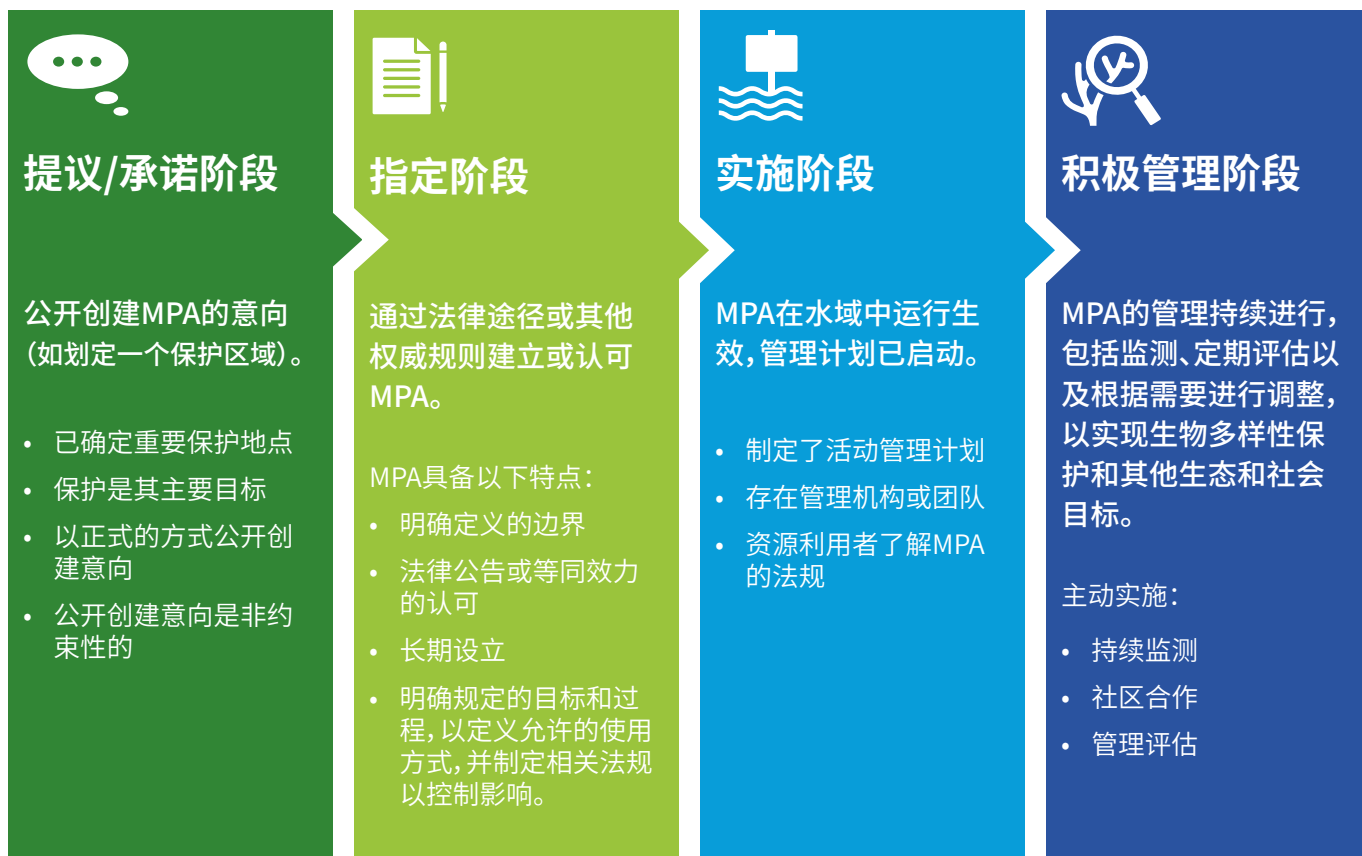 提议/承诺阶段
公开创建MPA的意向
（如划定一个保护区域）。
• 已确定重要保护地点
• 保护是其主要目标
• 以正式的方式公开创
建意向
• 公开创建意向是非约
束性的
指定阶段
通过法律途径或其他
权威规则建立或认可
MPA。
MPA具备以下特点：
• 明确定义的边界
• 法律公告或等同效力
的认可
• 长期设立
• 明确规定的目标和过
程，以定义允许的使用
方式，并制定相关法规
以控制影响。
实施阶段
MPA在水域中运行生
效，管理计划已启动。
• 制定了活动管理计划
• 存在管理机构或团队
• 资源利用者了解MPA
的法规
积极管理阶段
MPA的管理持续进行，
包括监测、定期评估以
及根据需要进行调整，
以实现生物多样性保
护和其他生态和社会
目标。
主动实施：
• 持续监测
• 社区合作
• 管理评估